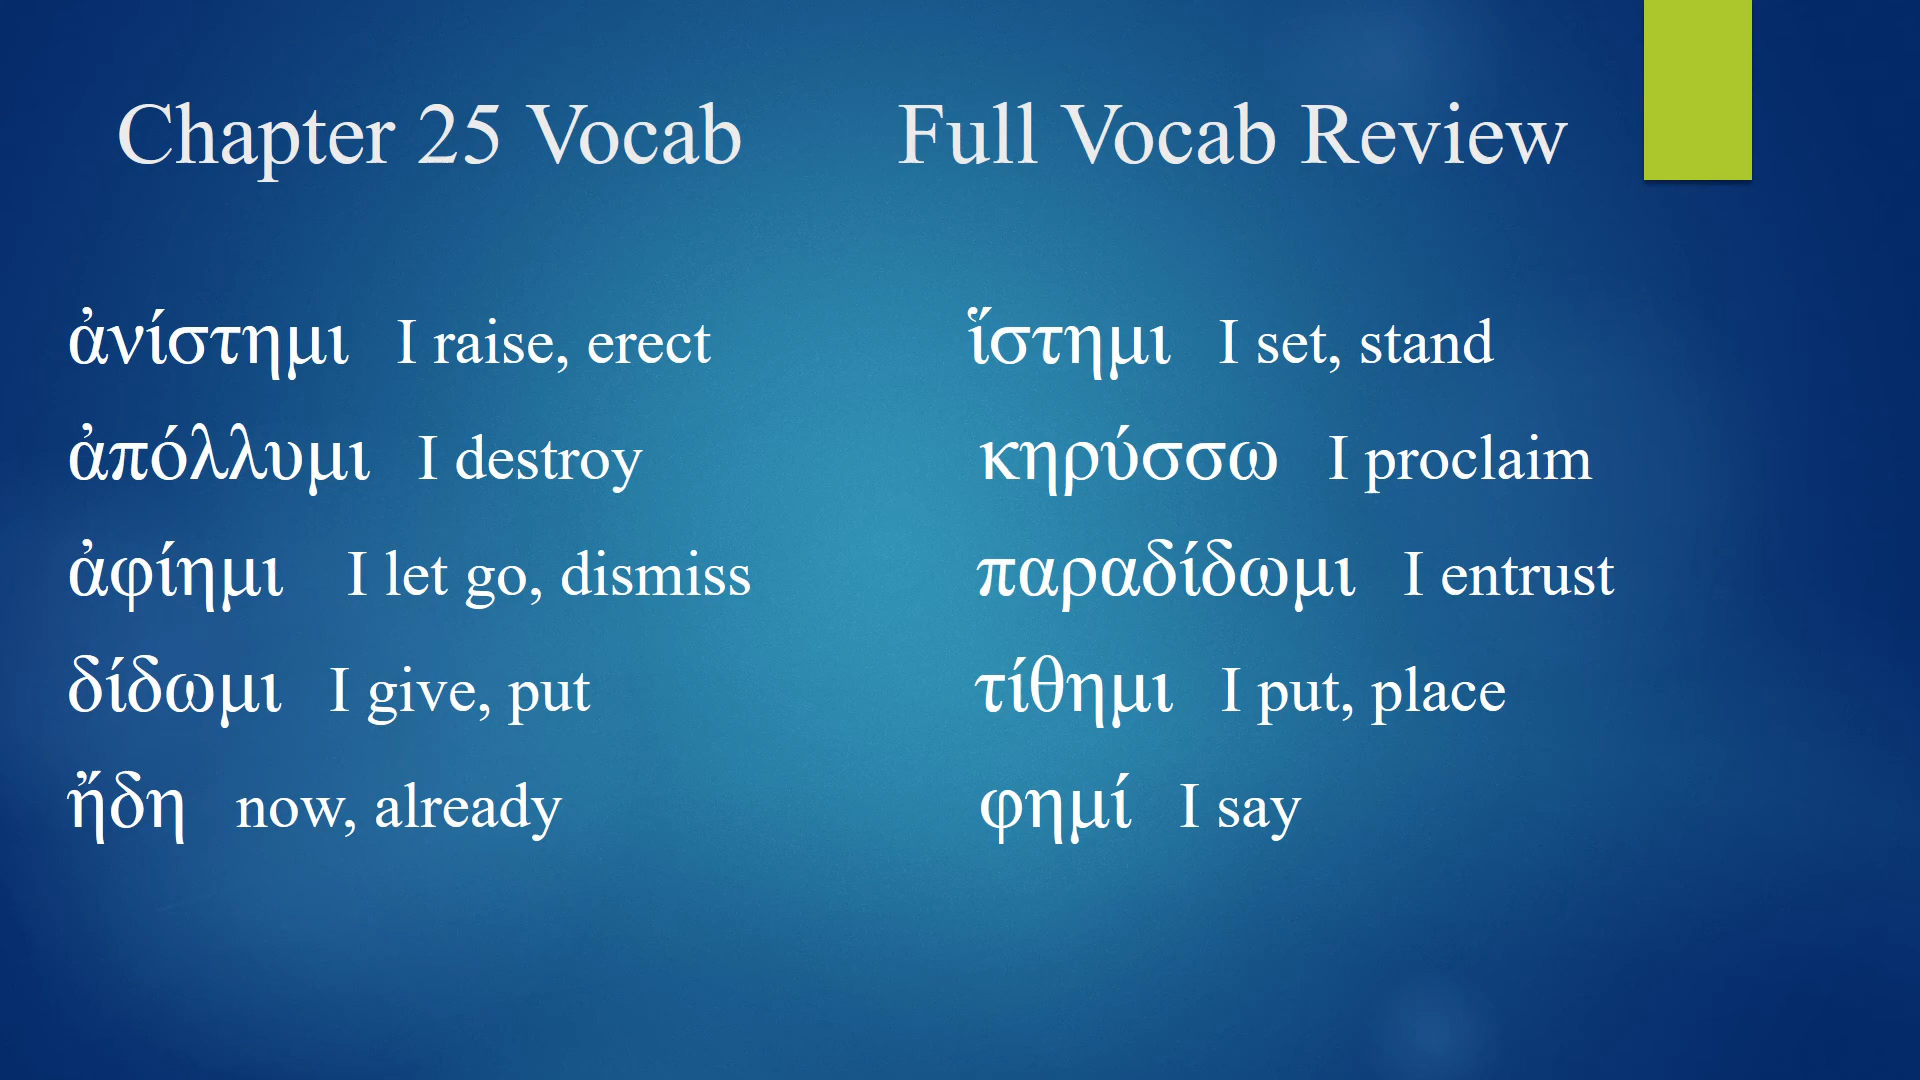 Chapter 25 Vocab Full Vocab Review
ἀνίστημι I raise, erect
ἀπόλλυμι I destroy
ἀφίημι I let go, dismiss
δίδωμι I give, put
ἤδη now, already
ἵστημι I set, stand
κηρύσσω I proclaim
παραδίδωμι I entrust
τίθημι I put, place
φημί I say